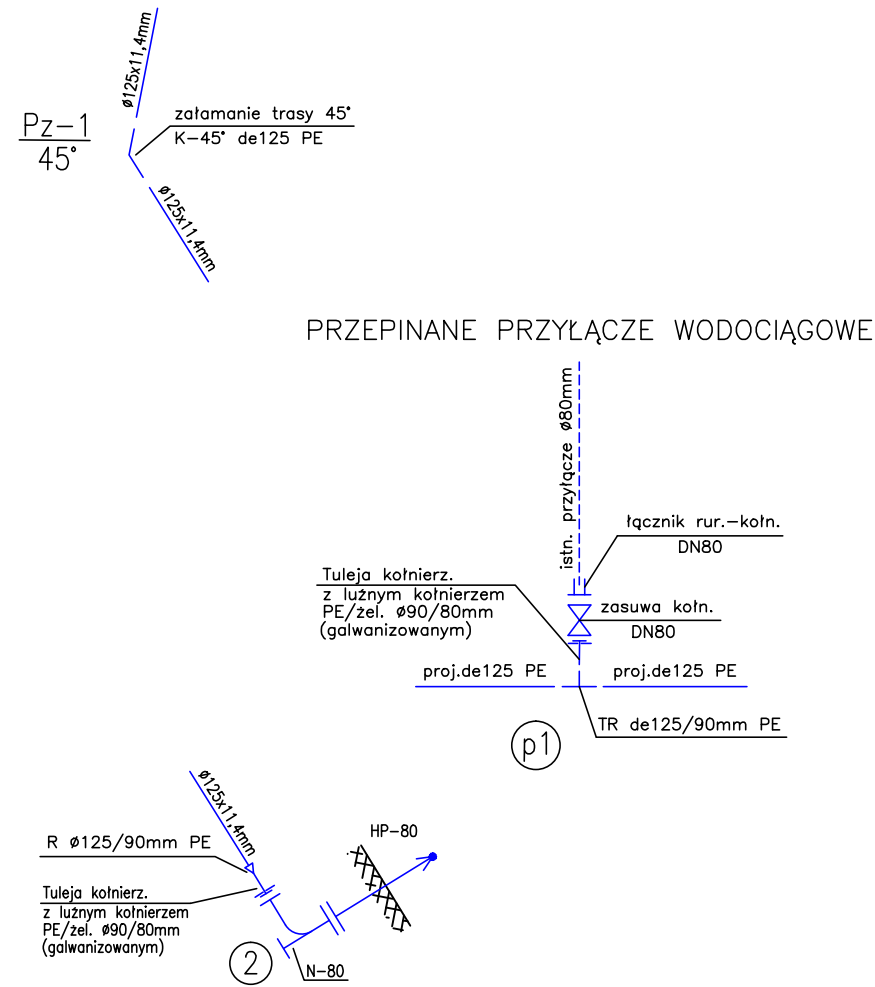 ø125x11,4mm
Pz-1
45°
załamanie trasy 45°
K-45° de125 PE
ø125x11,4mm
PRZEPINANE PRZYŁĄCZE WODOCIĄGOWE
istn. przyłącze ø80mm
łącznik rur.-kołn.
DN80
Tuleja kołnierz.
z luźnym kołnierzem
PE/żel. ø90/80mm
(galwanizowanym)
zasuwa kołn.
DN80
proj.de125 PE
proj.de125 PE
TR de125/90mm PE
p1
ø125x11,4mm
R ø125/90mm PE
HP-80
Tuleja kołnierz.
z luźnym kołnierzem
PE/żel. ø90/80mm
(galwanizowanym)
2
N-80